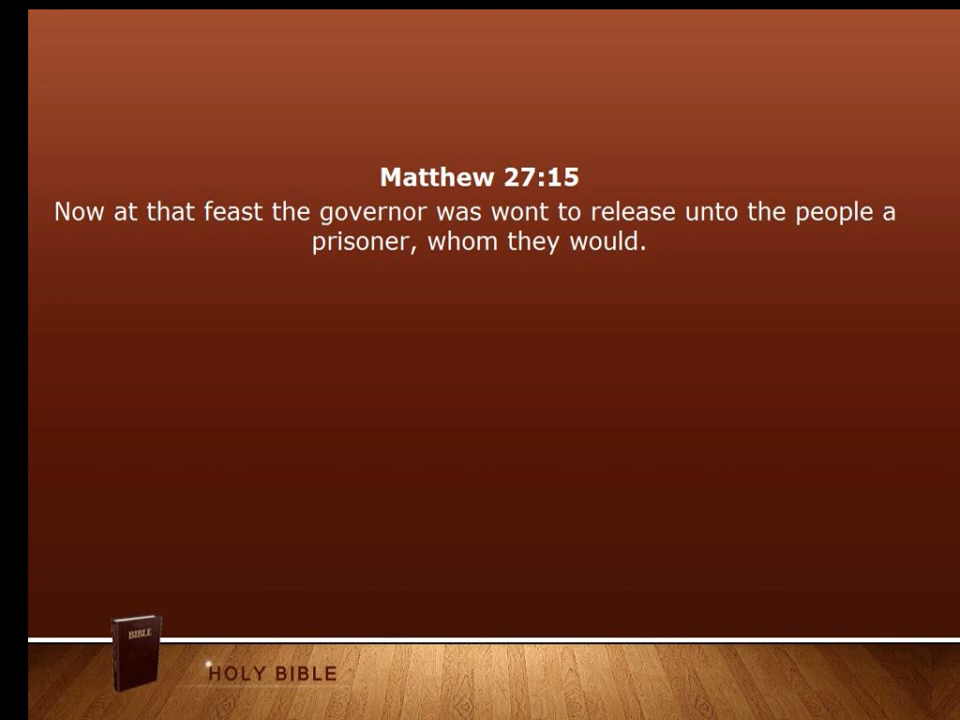 Matthew 27:15
Now at that feast the governor was wont to release unto the people a
prisoner, whom they would.
BIBLE
HOLY BIBLE